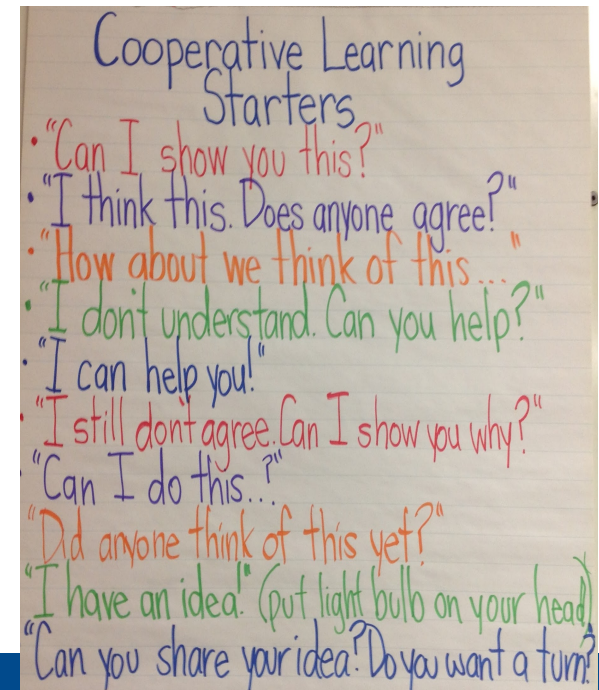 Cooperative Learning
Starters
• "Can I show you this?"
• "I think this. Does anyone agree?"
• "How about we think of this..."
• "I don't understand. Can you help?"
• "I can help you!"
• "I still don't agree. Can I show you why?"
"Can I do this...?"
"Did anyone think of this yet?"
"I have an idea!" (put light bulb on your head)
"Can you share your idea? Do you want a turn?